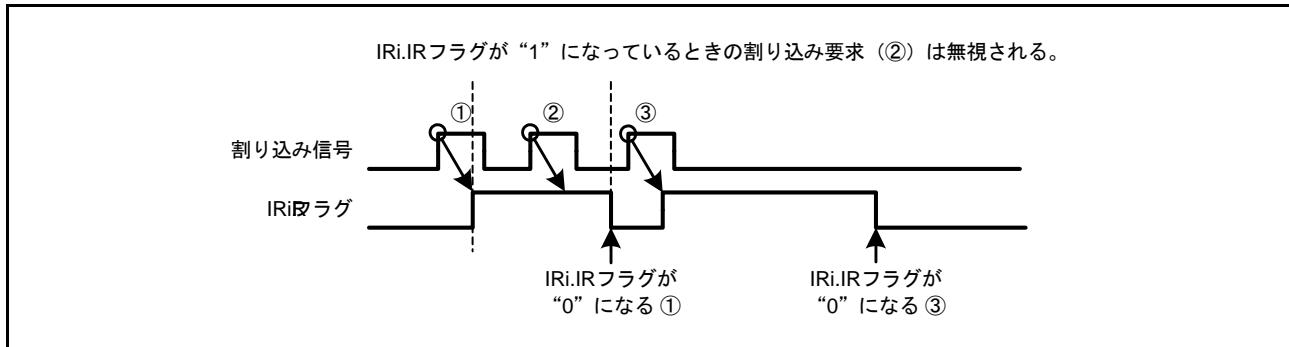 IRi.IRフラグが“1”になっているときの割り込み要求（②）は無視される。
① ② ③
割り込み信号
IRiRフラグ
IRi.IRフラグが
“0”になる ①
IRi.IRフラグが
“0”になる ③